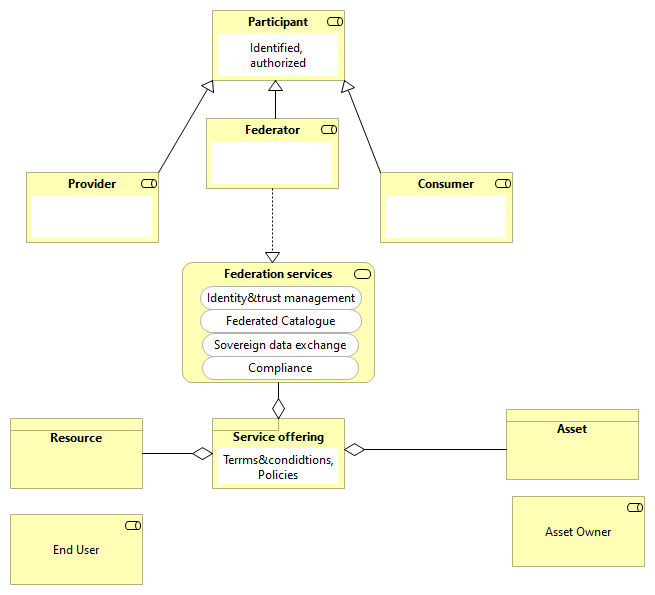 Participant
Identified,
authorized
Federator
Provider
Consumer
Federation services
Identity&trust management
Federated Catalogue
Sovereign data exchange
Compliance
Resource
Service offering
Terrms&condidtions,
Policies
Asset
End User
Asset Owner